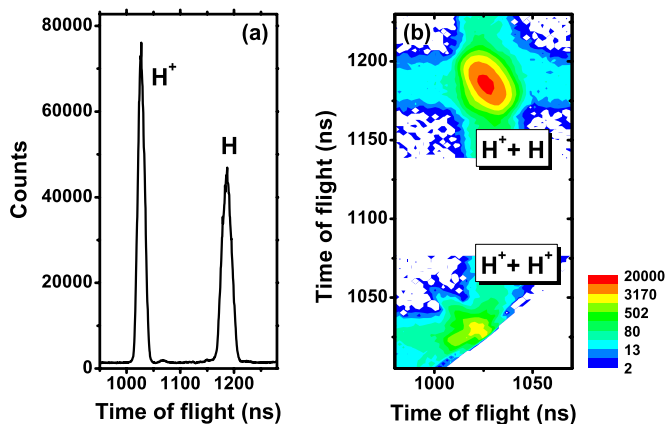 (a)
H⁺
H
Counts
80000
60000
40000
20000
0
1000
1100
1200
Time of flight (ns)
(b)
H⁺+ H
H⁺+ H⁺
Time of flight (ns)
1200
1150
1100
1050
1000
1050
Time of flight (ns)
20000
3170
502
80
13
2